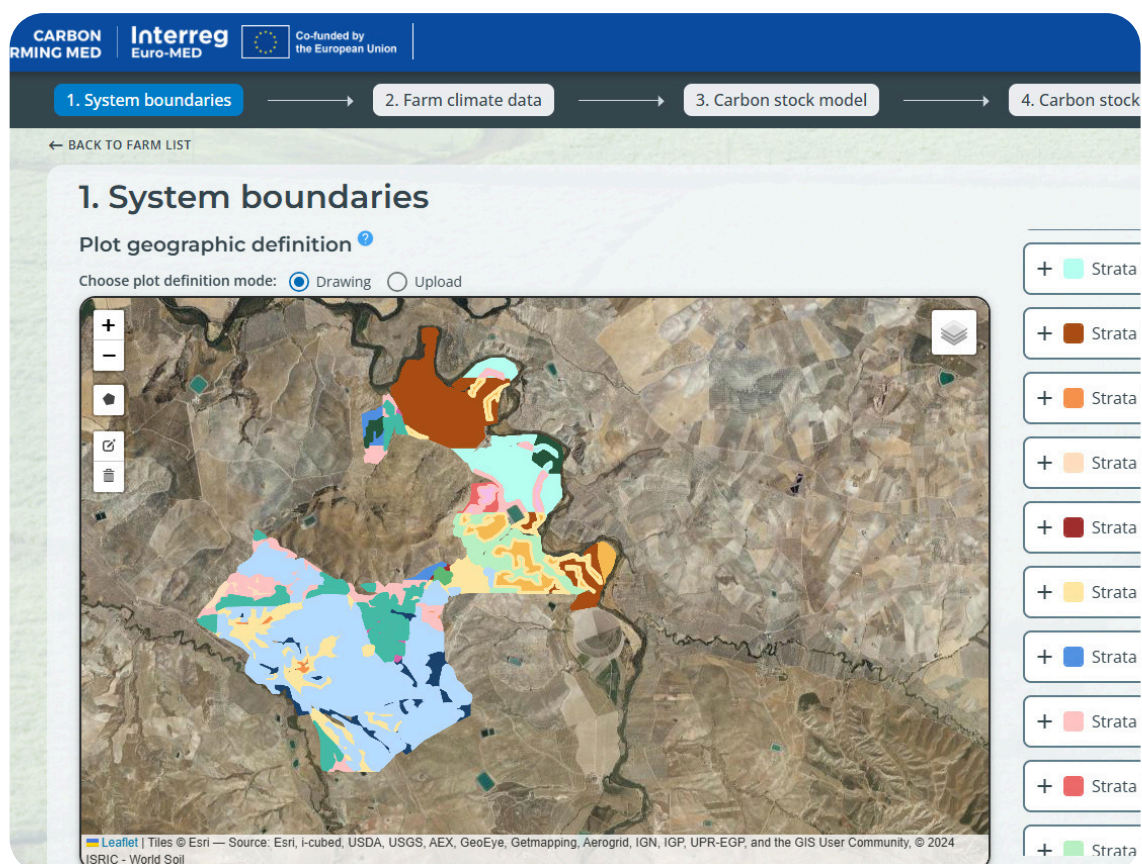 CARBON
RMING MED
Interreg
Euro-MED
Co-funded by
the European Union
1. System boundaries
2. Farm climate data
3. Carbon stock model
4. Carbon stock
← BACK TO FARM LIST
1. System boundaries
Plot geographic definition ?
Choose plot definition mode: Drawing Upload
+
−
+ Strata
+ Strata
+ Strata
+ Strata
+ Strata
+ Strata
+ Strata
+ Strata
+ Strata
+ Strata
Leaflet | Tiles © Esri — Source: Esri, i-cubed, USDA, USGS, AEX, GeoEye, Getmapping, Aerogrid, IGN, IGP, UPR-EGP, and the GIS User Community, © 2024
ISRIC - World Soil